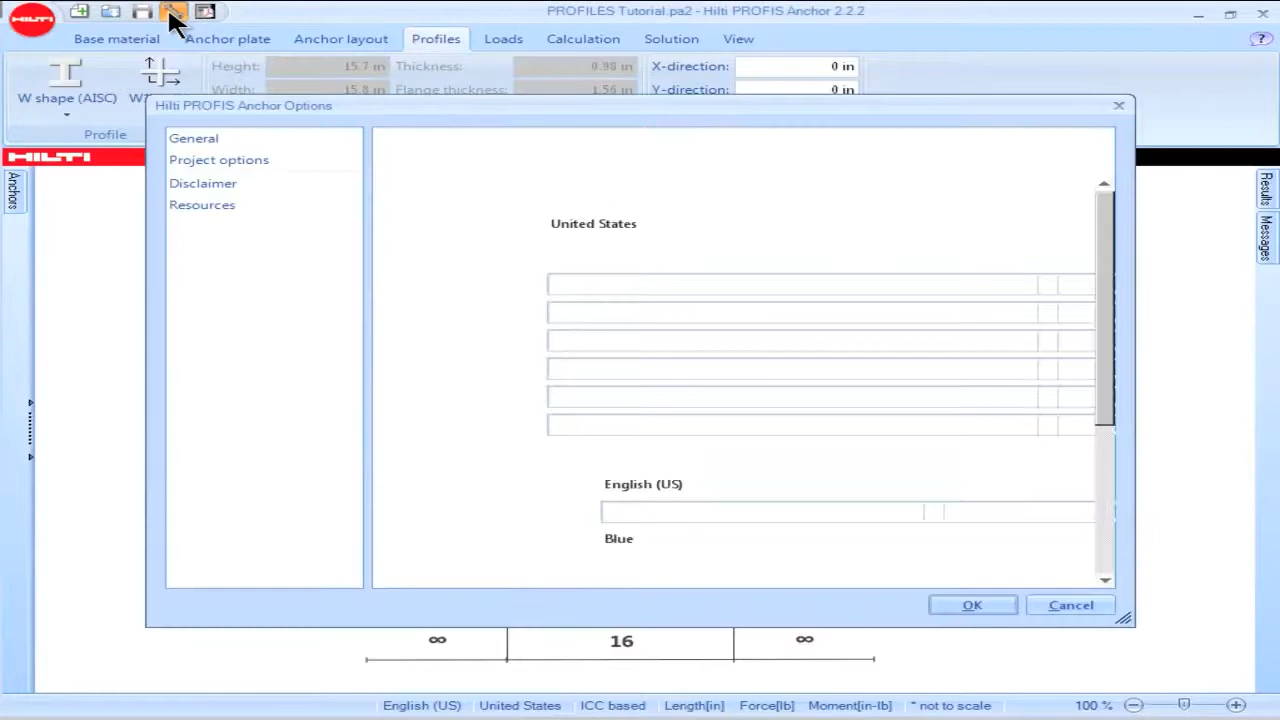 HILTI
PROFILES Tutorial.pa2 - Hilti PROFIS Anchor 2.2.2
Base material Anchor plate Anchor layout Profiles Loads Calculation Solution View
Height: 15.7 in Thickness: 0.98 in X-direction: 0 in
Width: 15.8 in Flange thickness: 1.56 in Y-direction: 0 in
W shape (AISC)
Profile
HILTI
Hilti PROFIS Anchor Options
General
Project options
Disclaimer
Resources
United States
English (US)
Blue
OK Cancel
Anchors
Results
Messages
∞ 16 ∞
English (US) United States ICC based Length[in] Force[lb] Moment[in-lb] * not to scale 100 %